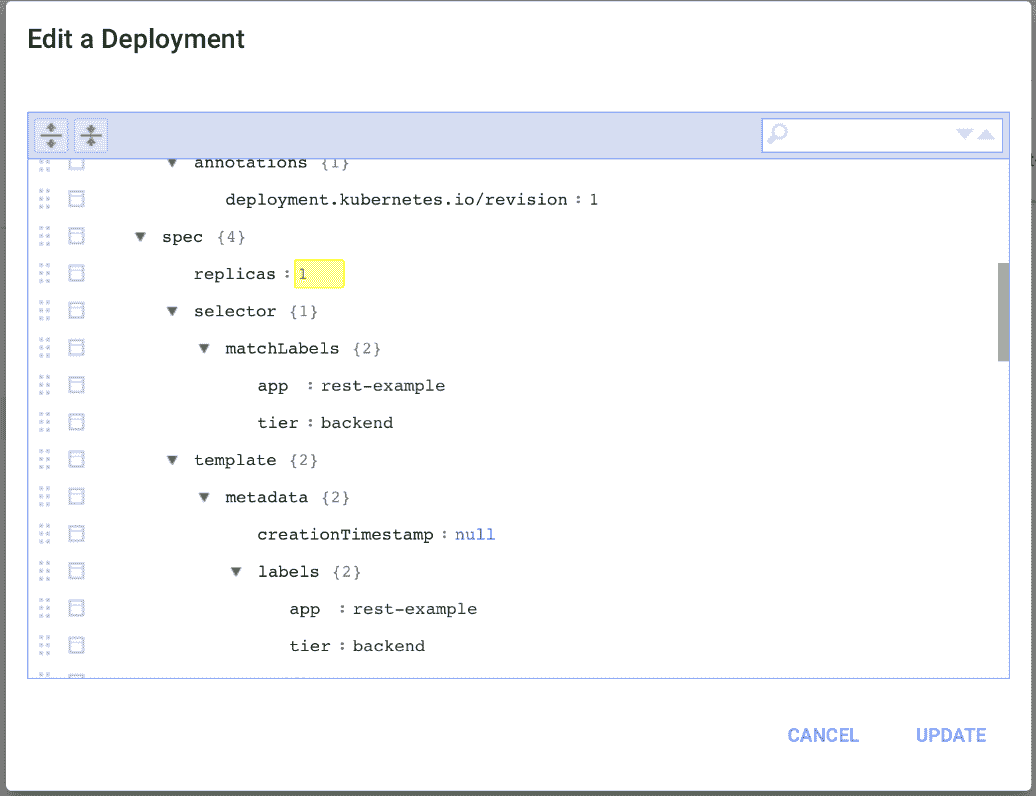 Edit a Deployment
annotations {1}
deployment.kubernetes.io/revision : 1
spec {4}
replicas : 1
selector {1}
matchLabels {2}
app : rest-example
tier : backend
template {2}
metadata {2}
creationTimestamp : null
labels {2}
app : rest-example
tier : backend
CANCEL UPDATE